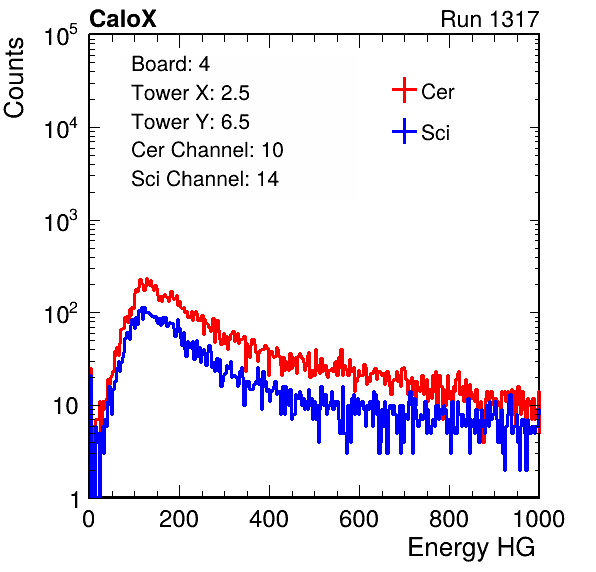 CaloX Run 1317
Counts
10^5
10^4
10^3
10^2
10
1
Board: 4
Tower X: 2.5
Tower Y: 6.5
Cer Channel: 10
Sci Channel: 14
Cer
Sci
0 200 400 600 800 1000
Energy HG